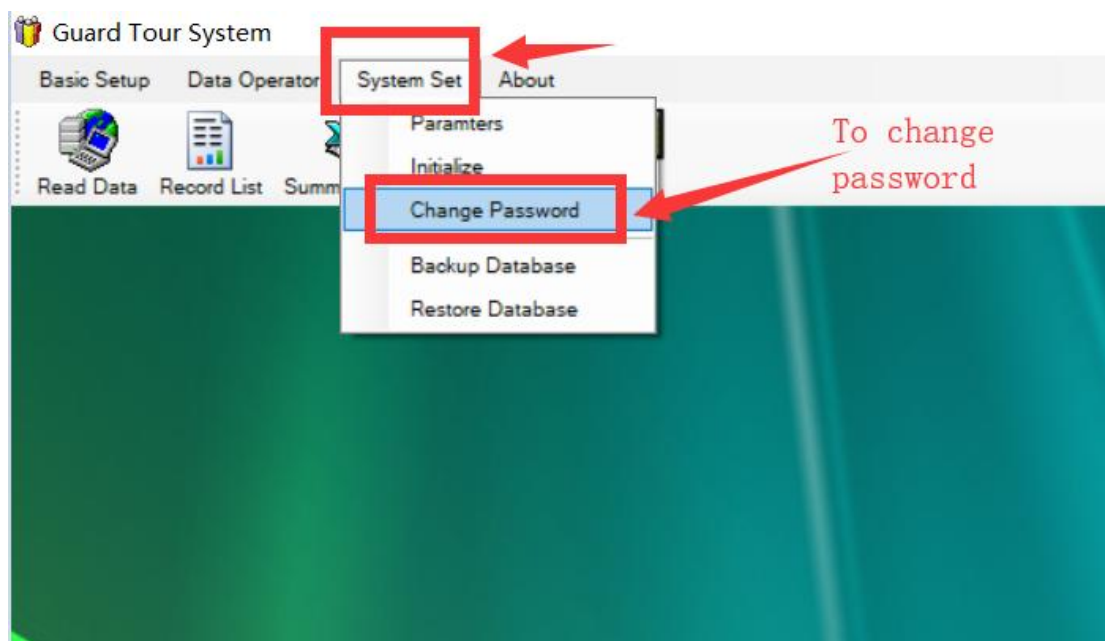 Guard Tour System
Basic Setup Data Operator System Set About
Paramters
Initialize
Change Password
Backup Database
Restore Database
Read Data Record List
To change
password